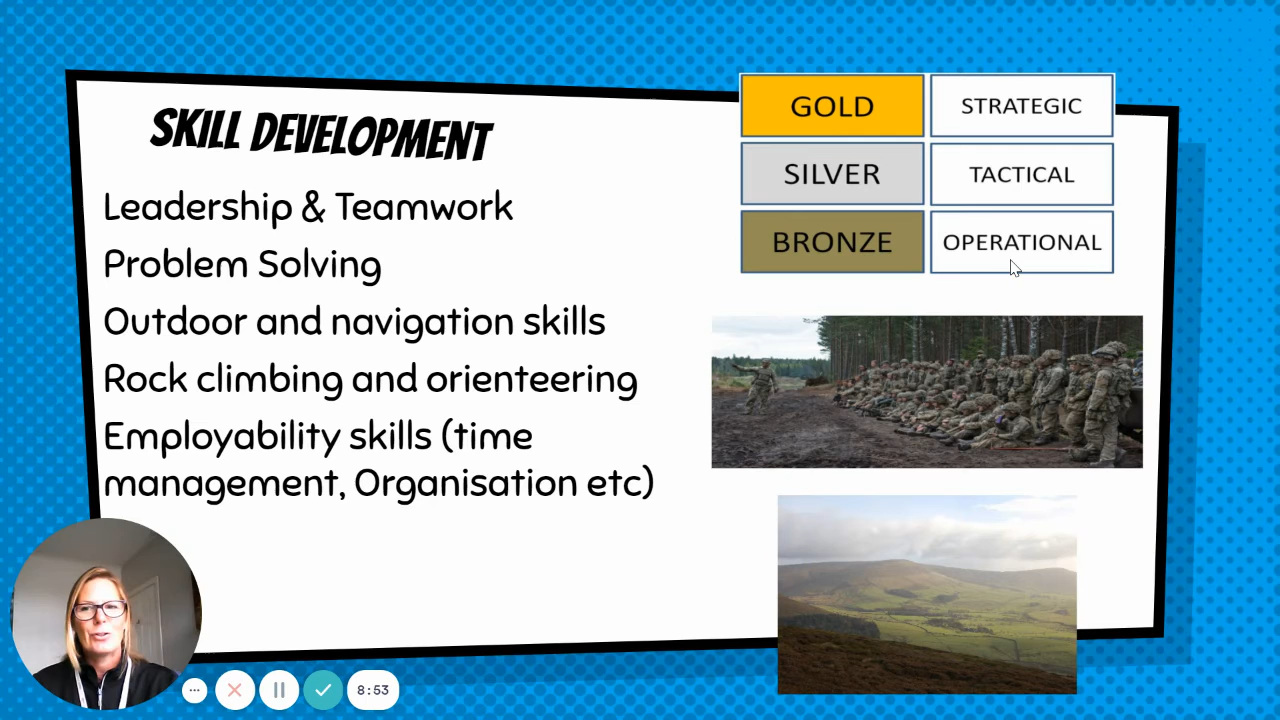 SKILL DEVELOPMENT
Leadership & Teamwork
Problem Solving
Outdoor and navigation skills
Rock climbing and orienteering
Employability skills (time
management, Organisation etc)
GOLD STRATEGIC
SILVER TACTICAL
BRONZE OPERATIONAL
8:53